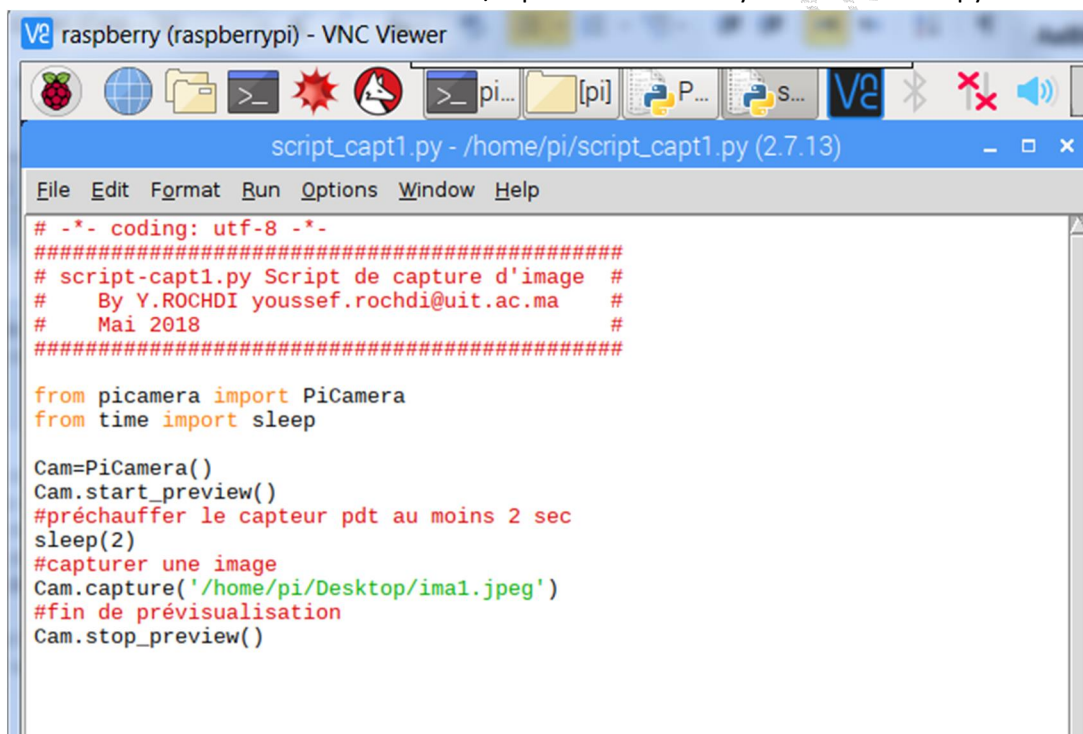 raspberry (raspberrypi) - VNC Viewer
pi... [pi] P... s...
script_capt1.py - /home/pi/script_capt1.py (2.7.13)
File Edit Format Run Options Window Help
# -*- coding: utf-8 -*-
##############################################
# script-capt1.py Script de capture d'image  #
#    By Y.ROCHDI youssef.rochdi@uit.ac.ma    #
#    Mai 2018                                #
##############################################
from picamera import PiCamera
from time import sleep
Cam=PiCamera()
Cam.start_preview()
#préchauffer le capteur pdt au moins 2 sec
sleep(2)
#capturer une image
Cam.capture('/home/pi/Desktop/ima1.jpeg')
#fin de prévisualisation
Cam.stop_preview()